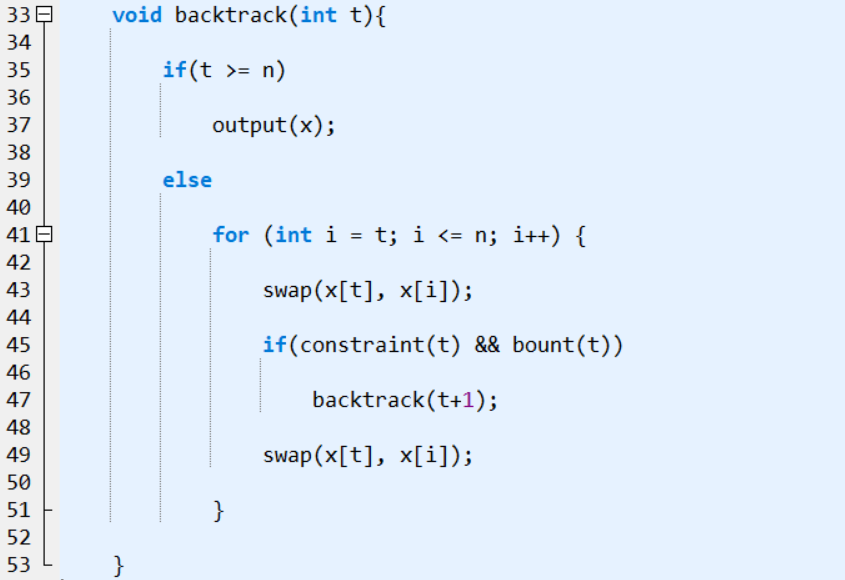 33 void backtrack(int t){
34
35 if(t >= n)
36
37 output(x);
38
39 else
40
41 for (int i = t; i <= n; i++) {
42
43 swap(x[t], x[i]);
44
45 if(constraint(t) && bount(t))
46
47 backtrack(t+1);
48
49 swap(x[t], x[i]);
50
51 }
52
53 }